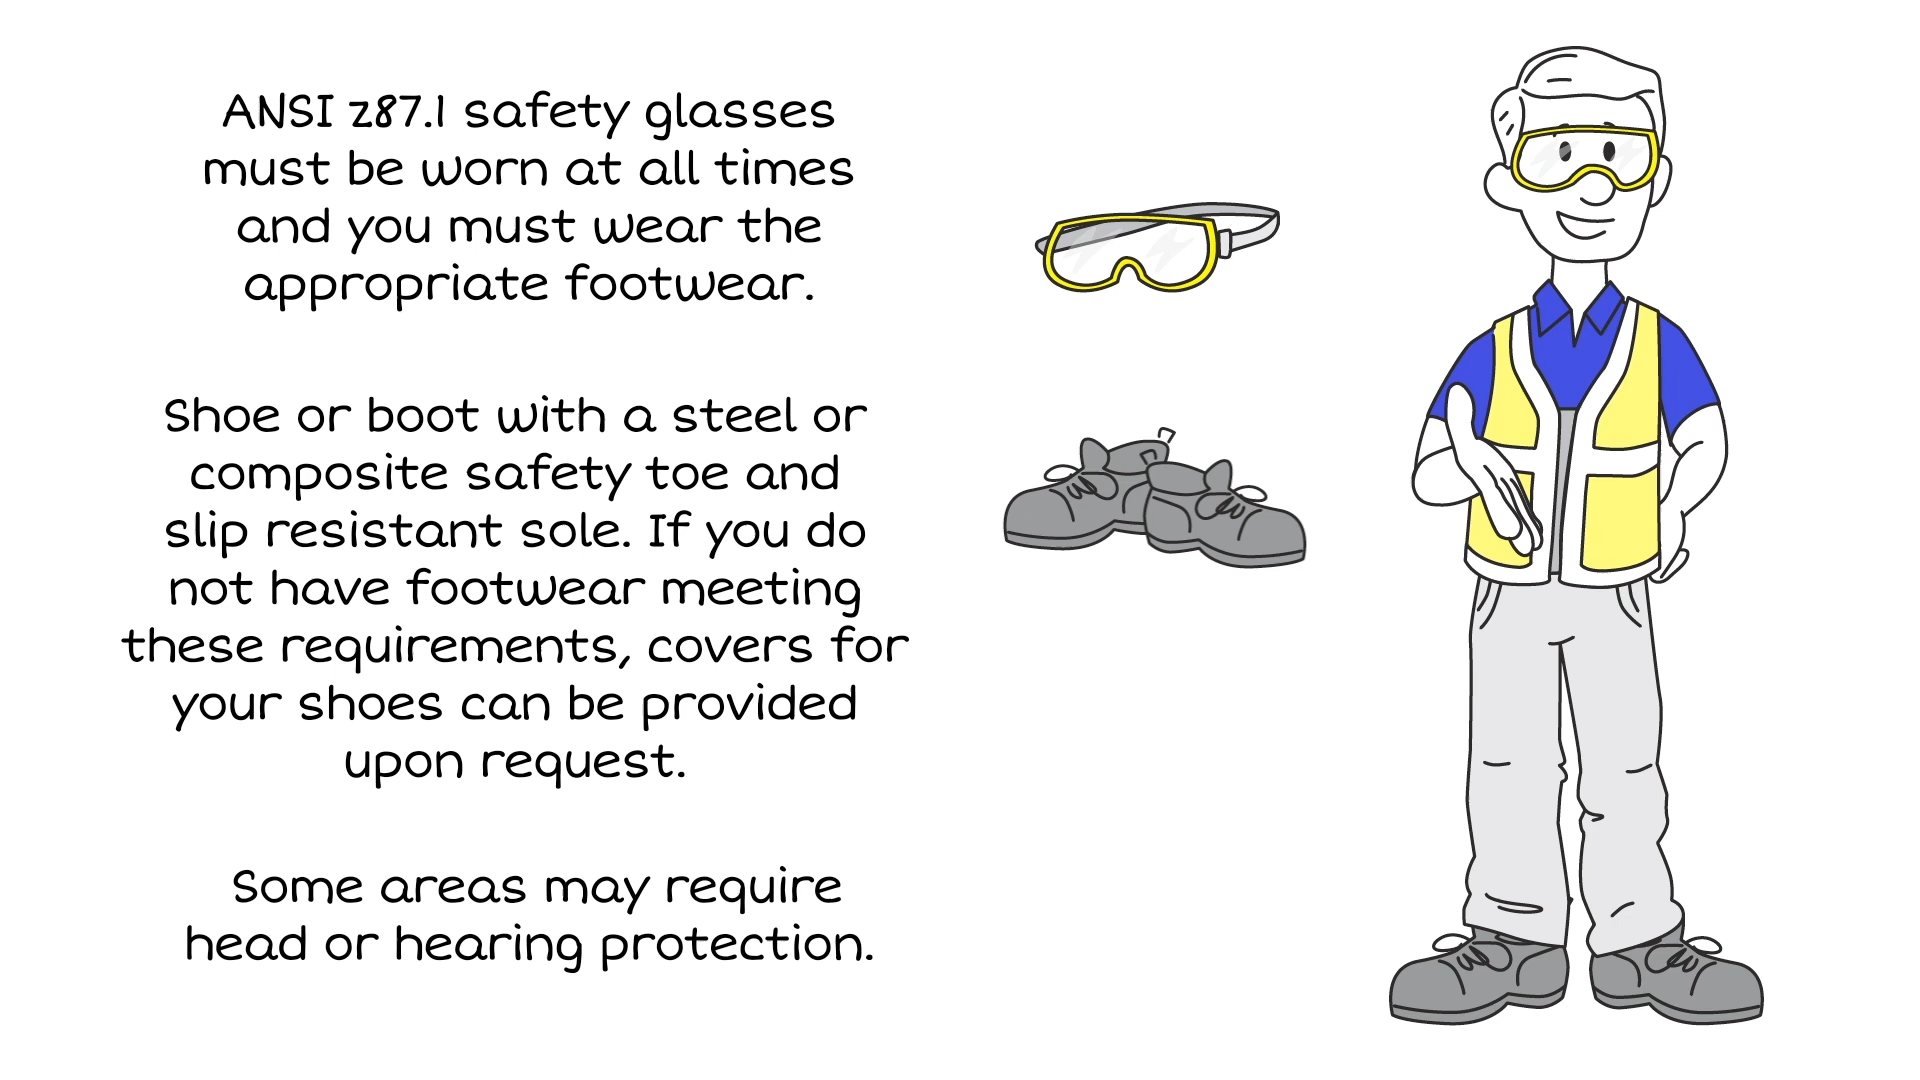 ANSI z87.1 safety glasses
must be worn at all times
and you must wear the
appropriate footwear.
Shoe or boot with a steel or
composite safety toe and
slip resistant sole. If you do
not have footwear meeting
these requirements, covers for
your shoes can be provided
upon request.
Some areas may require
head or hearing protection.